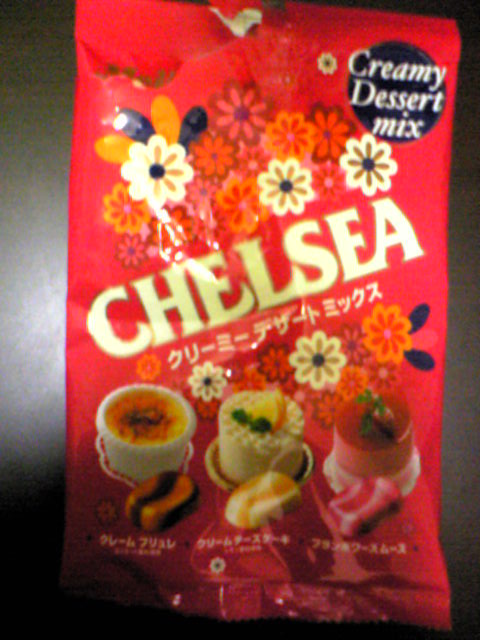 Creamy
Dessert
mix
CHELSEA
クリーミーデザートミックス
クレーム ブリュレ
クリームチーズケーキ
フランボワーズムース